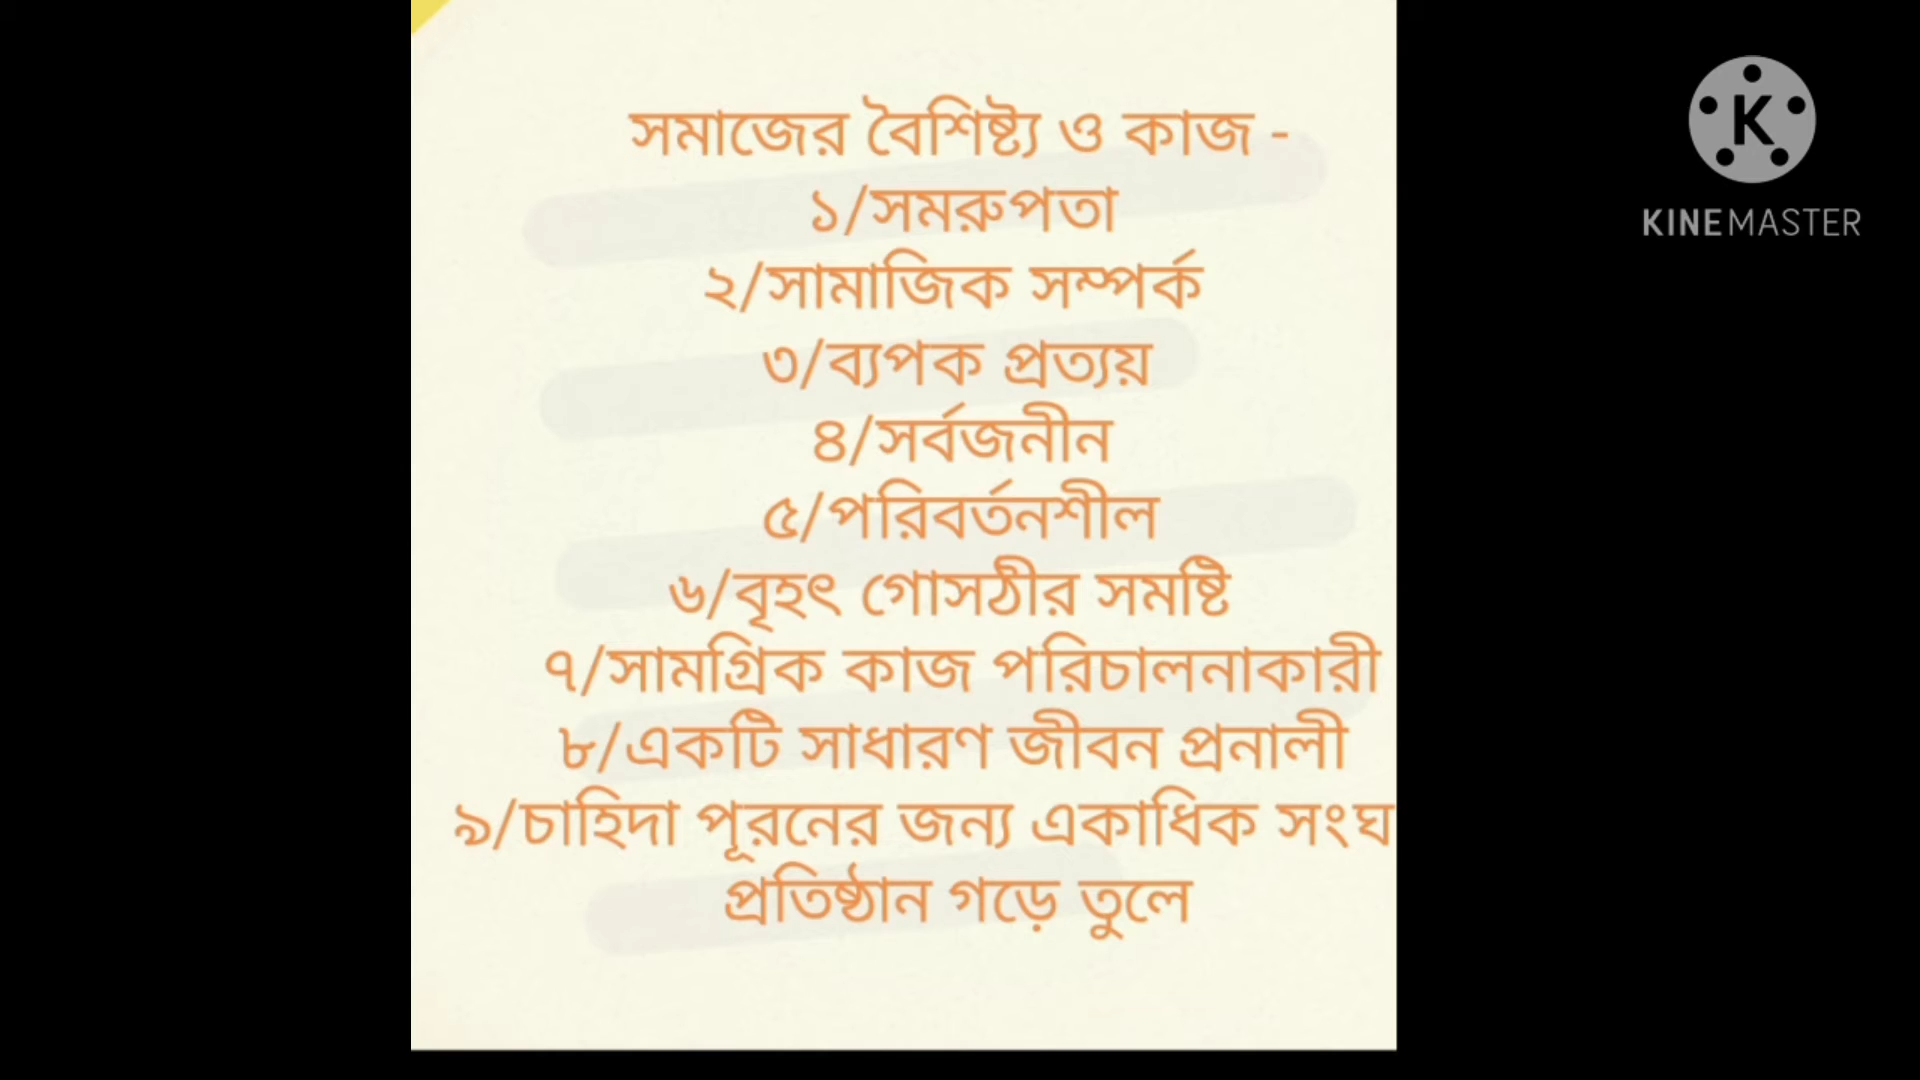 সমাজের বৈশিষ্ট্য ও কাজ -
১/সমরুপতা
২/সামাজিক সম্পর্ক
৩/ব্যপক প্রত্যয়
৪/সর্বজনীন
৫/পরিবর্তনশীল
৬/বৃহৎ গোসঠীর সমষ্টি
৭/সামগ্রিক কাজ পরিচালনাকারী
৮/একটি সাধারণ জীবন প্রনালী
৯/চাহিদা পূরনের জন্য একাধিক সংঘ
প্রতিষ্ঠান গড়ে তুলে
K
KINEMASTER